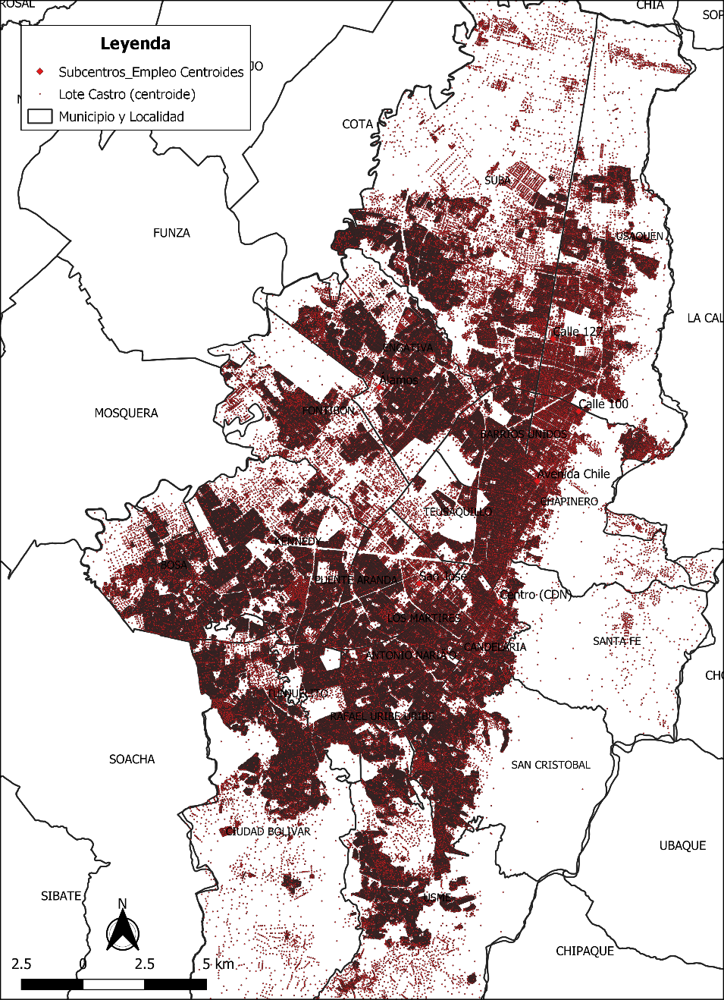 ROSAL
CHIA
SOP
Leyenda
Subcentros_Empleo Centroides
Lote Castro (centroide)
Municipio y Localidad
JO
COTA
SUBA
FUNZA
USAQUEN
LA CAL
Calle 127
ENGATIVA
Alamos
Calle 100
FONTIBON
MOSQUERA
BARRIOS UNIDOS
Avenida Chile
CHAPINERO
TEUSAQUILLO
KENNEDY
BOSA
San Jose
PUENTE ARANDA
Centro (CDN)
LOS MARTIRES
SANTA FE
CANDELARIA
ANTONIO NARIÑO
CHO
TUNJUELITO
RAFAEL URIBE URIBE
SOACHA
SAN CRISTOBAL
CIUDAD BOLIVAR
UBAQUE
SIBATE
USME
N
CHIPAQUE
2.5 0 2.5 5 km